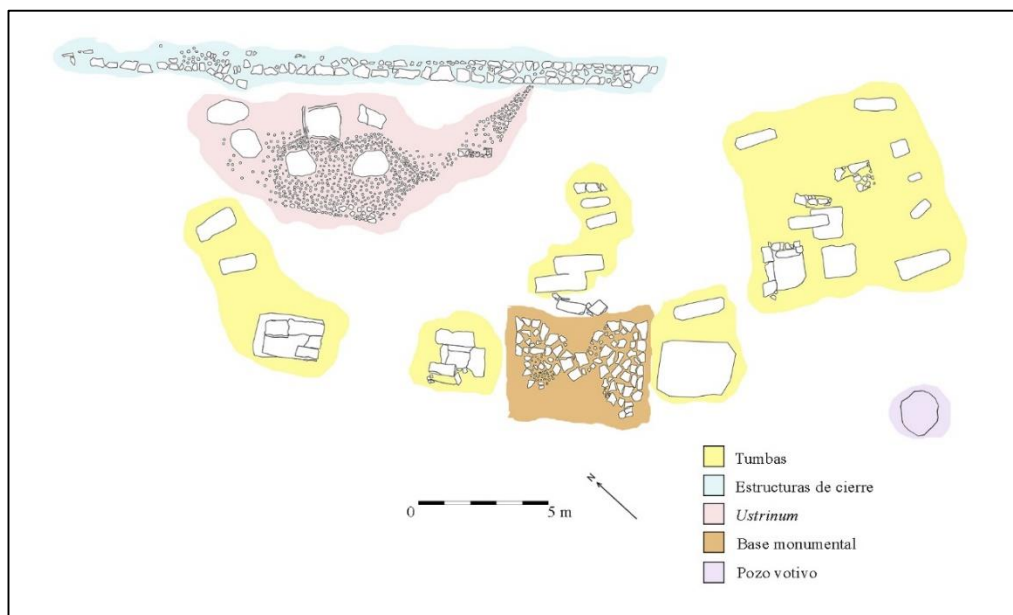 N
0
5 m
Tumbas
Estructuras de cierre
Ustrinum
Base monumental
Pozo votivo